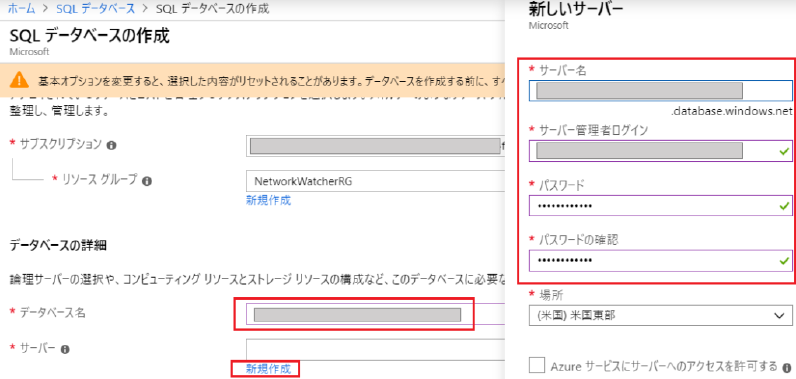 ホーム > SQL データベース > SQL データベースの作成
SQL データベースの作成
Microsoft
基本オプションを変更すると、選択した内容がリセットされることがあります。データベースを作成する前に、すべ
整理し、管理します。
* サブスクリプション
* リソース グループ
NetworkWatcherRG
新規作成
データベースの詳細
論理サーバーの選択や、コンピューティング リソースとストレージ リソースの構成など、このデータベースに必要な
* データベース名
* サーバー
新規作成
新しいサーバー
Microsoft
* サーバー名
.database.windows.net
* サーバー管理者ログイン
* パスワード
••••••••••••
* パスワードの確認
••••••••••••
* 場所
(米国) 米国東部
Azure サービスにサーバーへのアクセスを許可する